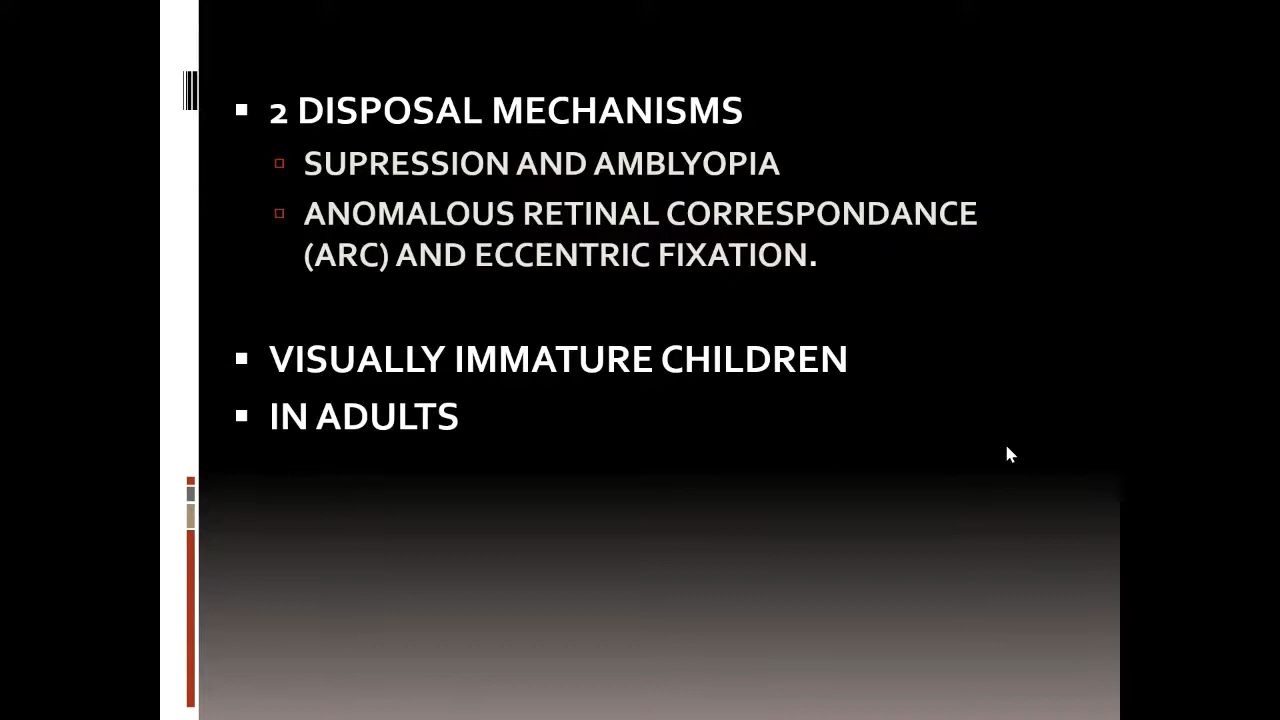 2 DISPOSAL MECHANISMS
SUPRESSION AND AMBLYOPIA
ANOMALOUS RETINAL CORRESPONDANCE
(ARC) AND ECCENTRIC FIXATION.
VISUALLY IMMATURE CHILDREN
IN ADULTS